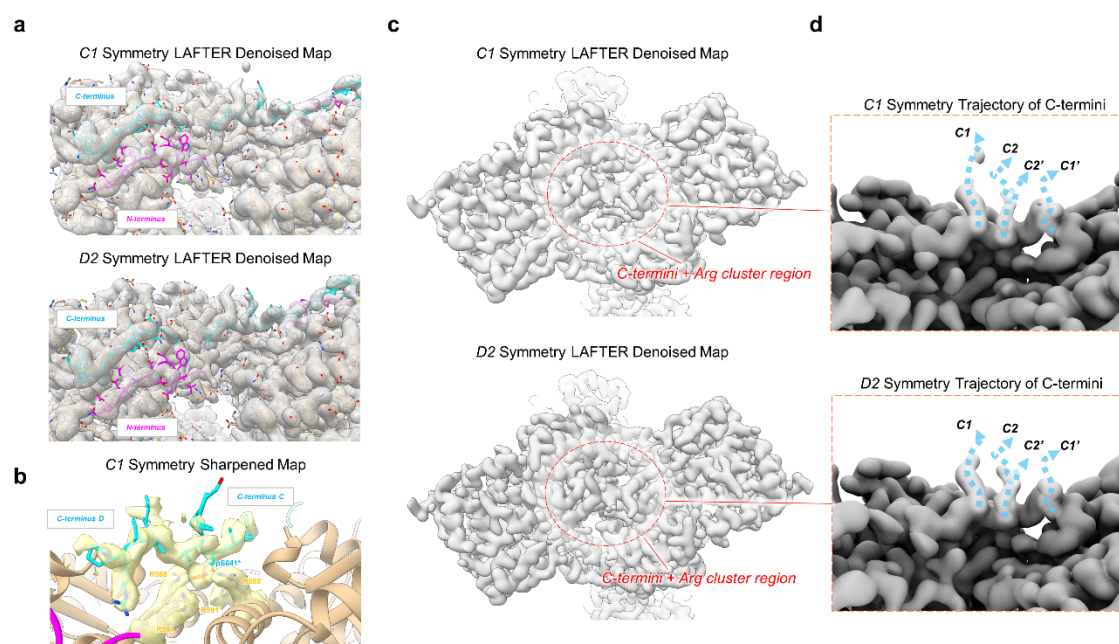 a
C1 Symmetry LAFTER Denoised Map
C-terminus
N-terminus
D2 Symmetry LAFTER Denoised Map
C-terminus
N-terminus
b
C1 Symmetry Sharpened Map
C-terminus D
C-terminus C
pS641^
R588
R588'
R591'
c
C1 Symmetry LAFTER Denoised Map
C-termini + Arg cluster region
D2 Symmetry LAFTER Denoised Map
C-termini + Arg cluster region
d
C1 Symmetry Trajectory of C-termini
C1
C2
C2'
C1'
D2 Symmetry Trajectory of C-termini
C1
C2
C2'
C1'